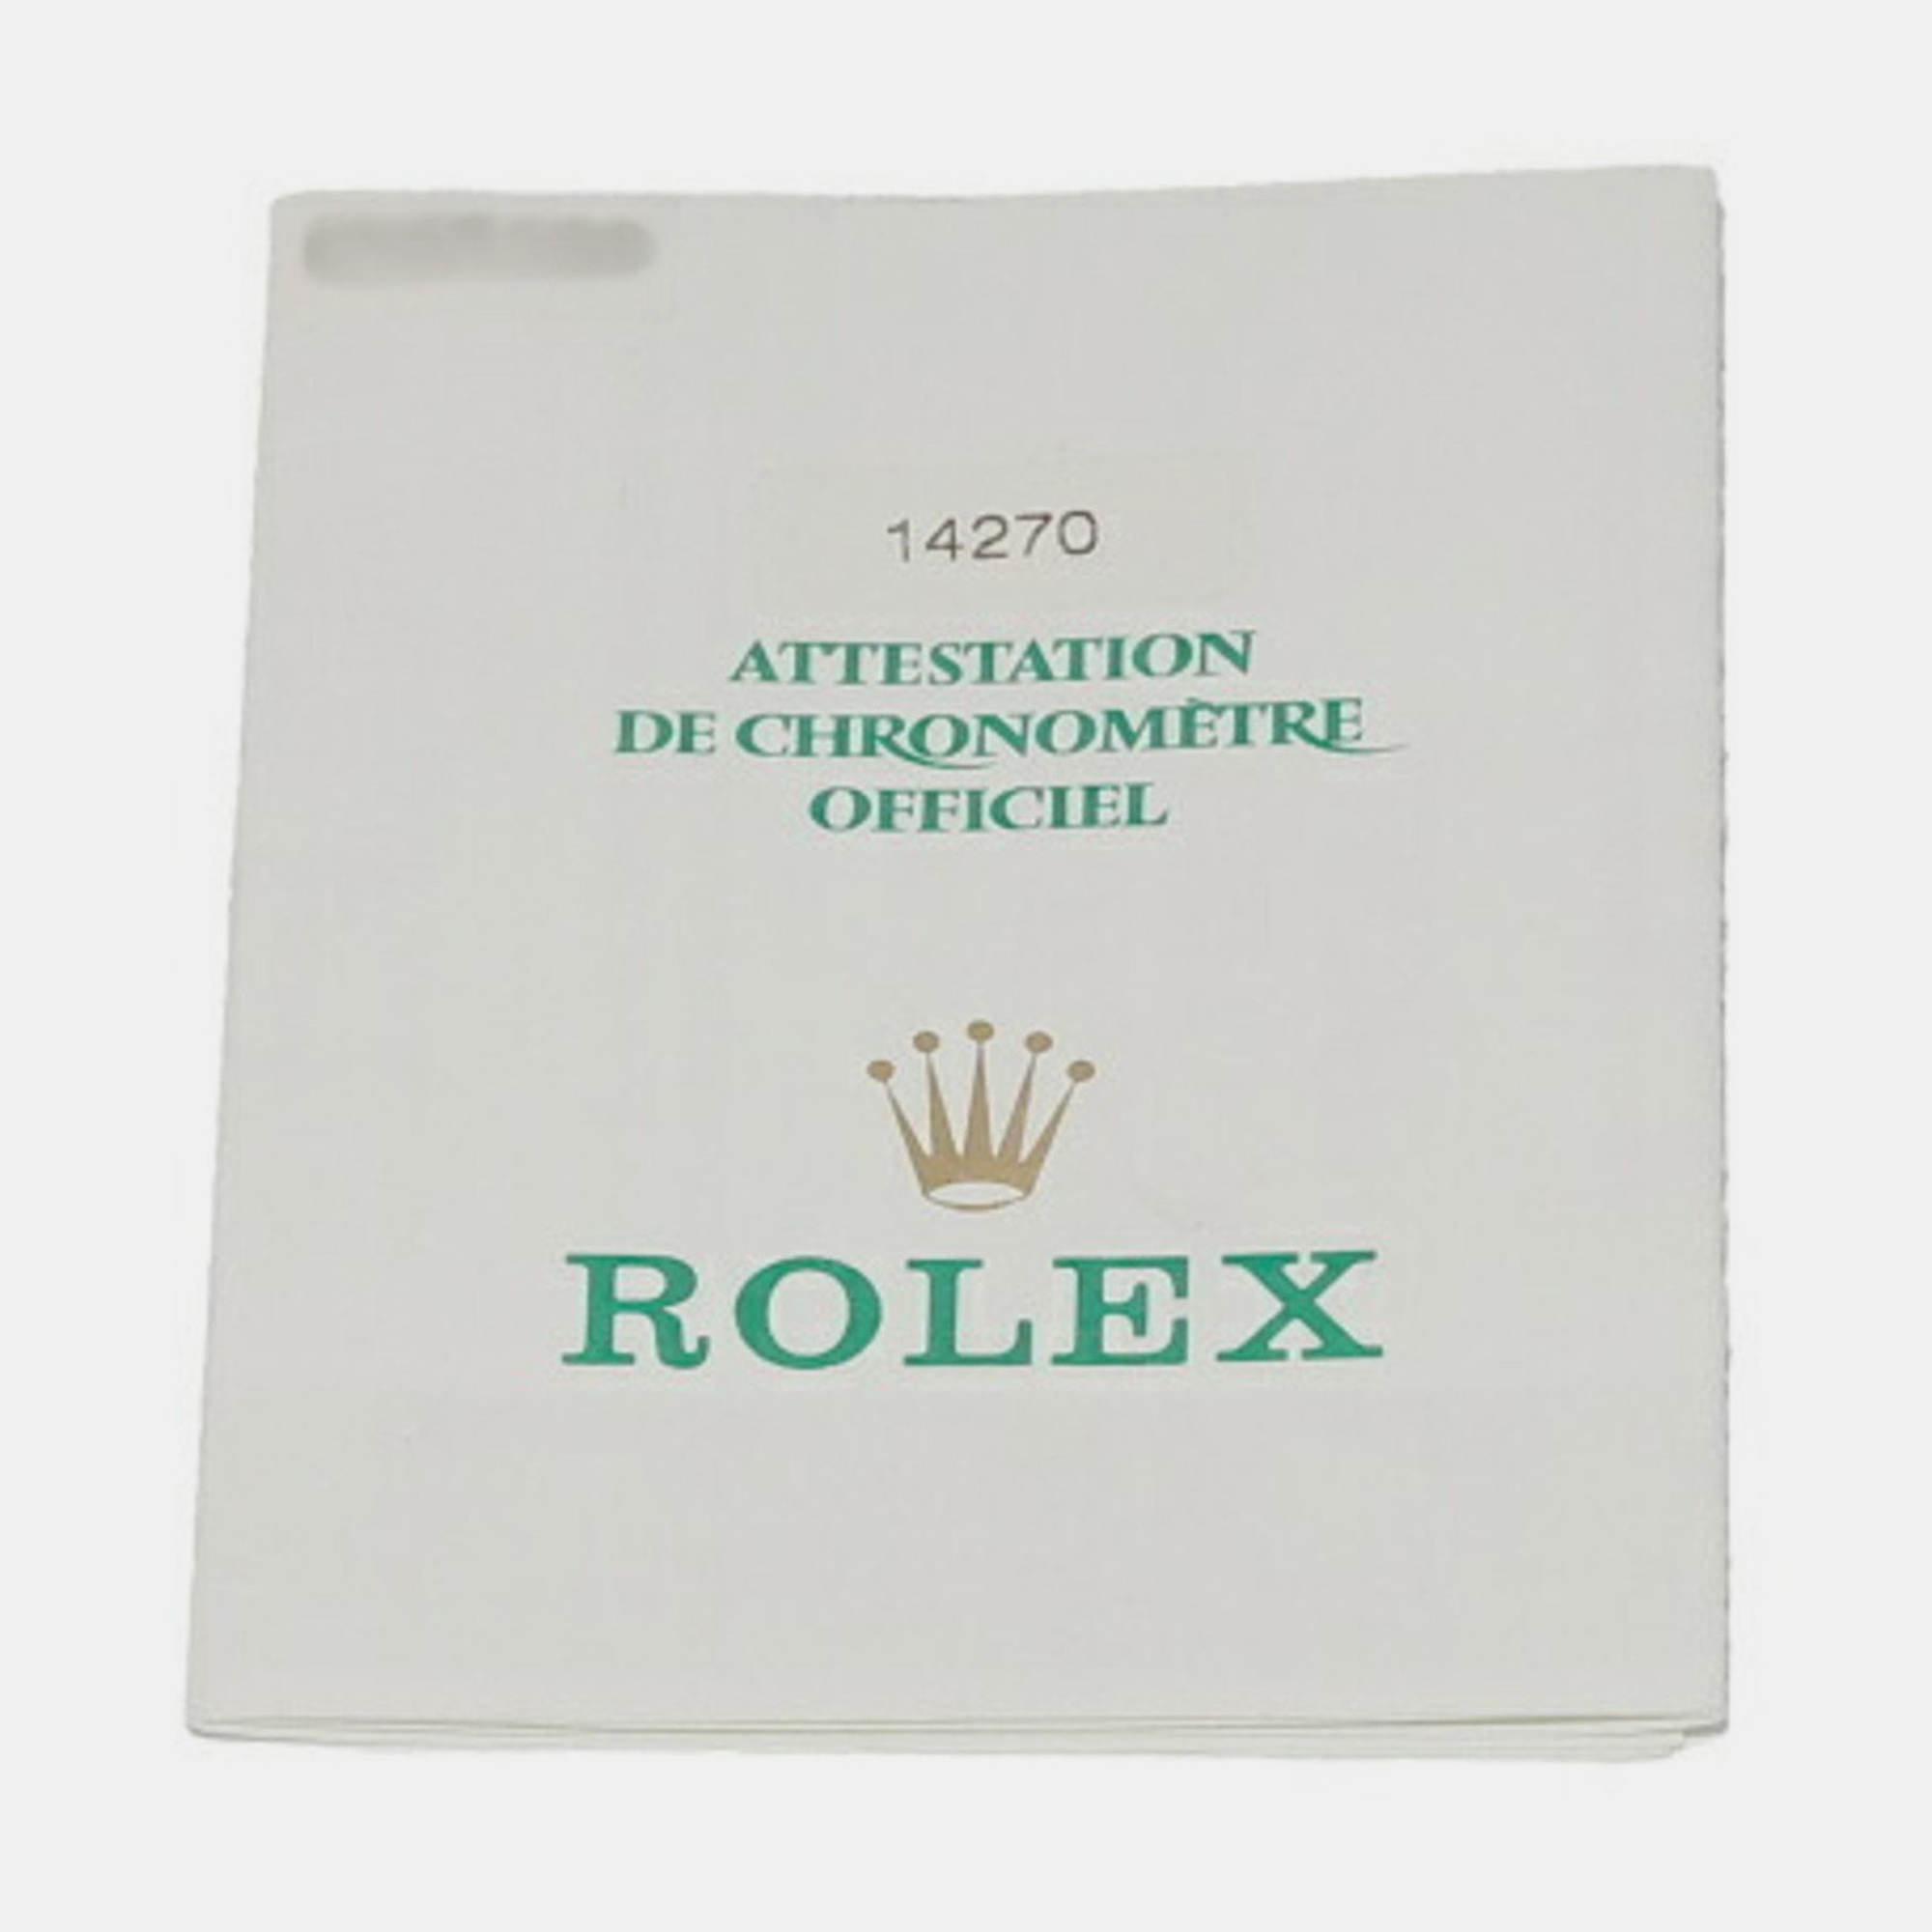 14270
ATTESTATION
DE CHRONOMÈTRE
OFFICIEL
ROLEX